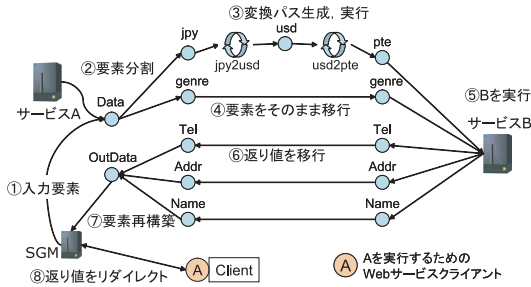 ③変換パス生成，実行
jpy
usd
pte
②要素分割
jpy2usd
usd2pte
genre
genre
⑤Bを実行
サービスA
Data
④要素をそのまま移行
サービスB
Tel
Tel
OutData
⑥返り値を移行
Addr
Addr
①入力要素
Name
Name
⑦要素再構築
SGM
⑧返り値をリダイレクト
A Client
A Aを実行するための
Webサービスクライアント